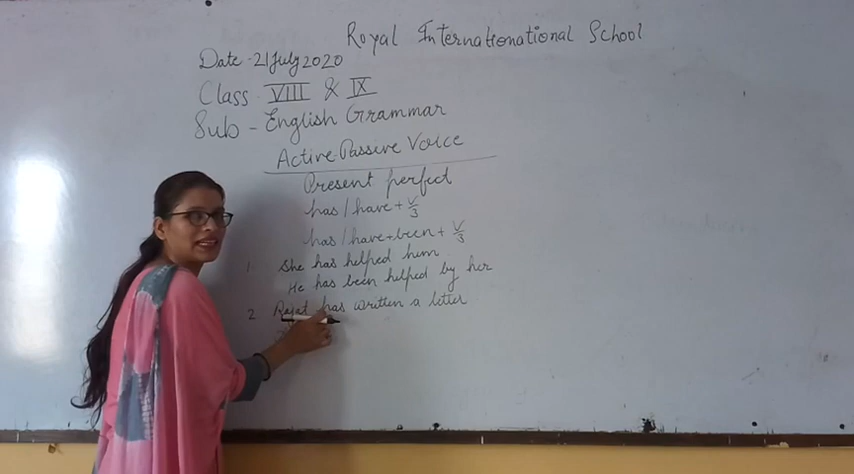 Royal Internationational School
Date - 21 July 2020
Class VIII & IX
Sub - English Grammar
Active-Passive Voice
Present perfect
has / have + V3
has / have + been + V3
1. She has helped him.
He has been helped by her
2 Rajat has written a letter